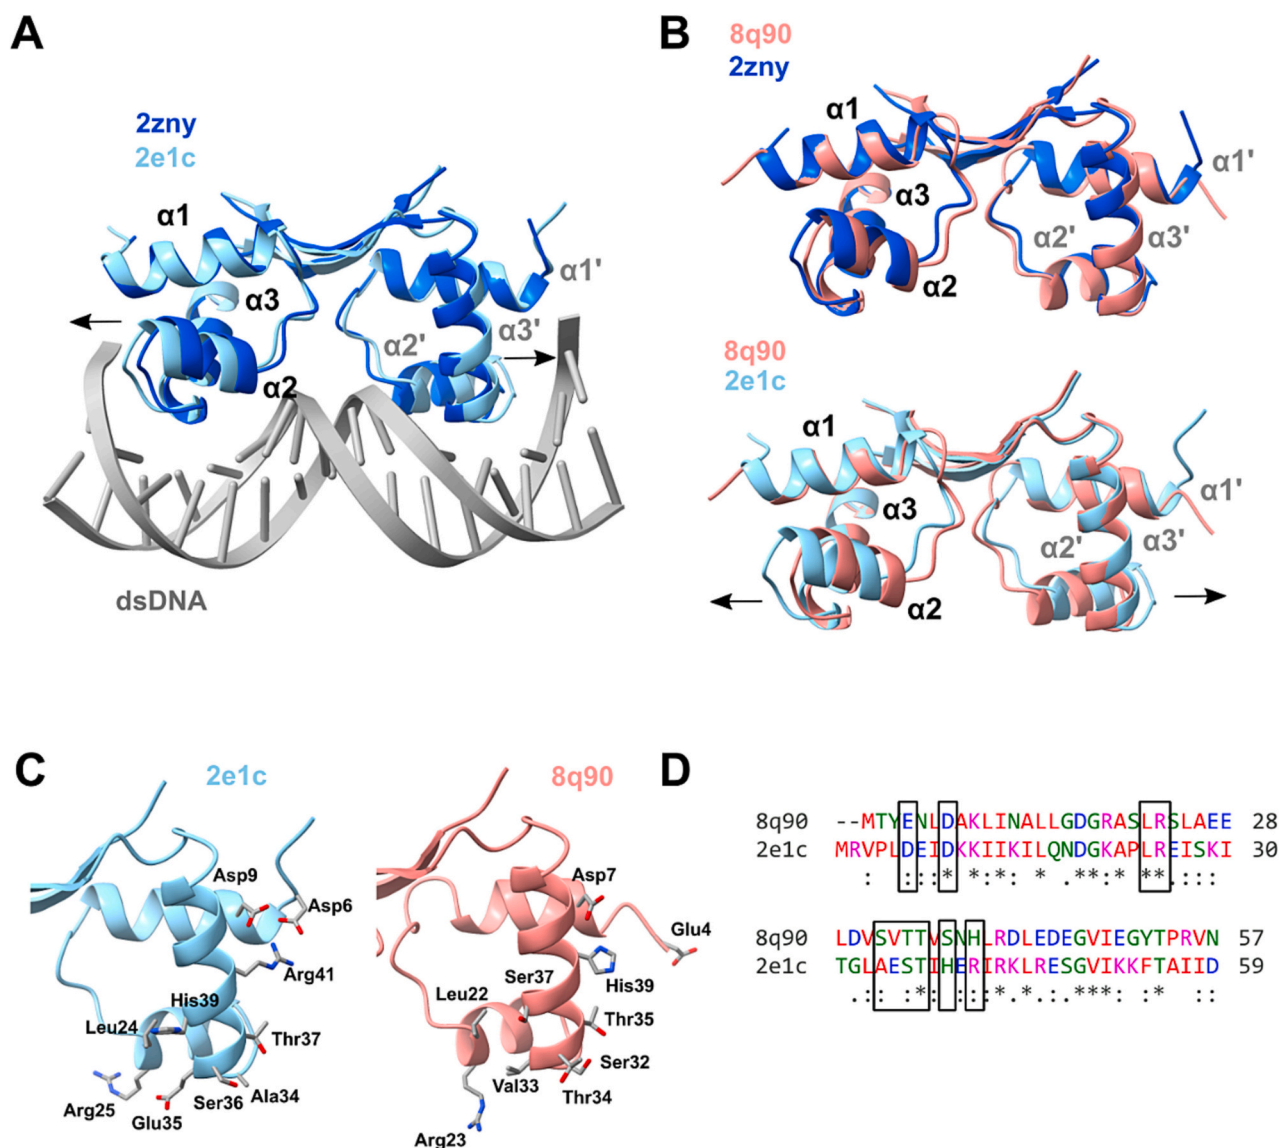 A
2zny
2e1c
α1
α3
α2
α2'
α3'
α1'
dsDNA
B
8q90
2zny
α1
α3
α2
α2'
α3'
α1'
8q90
2e1c
α1
α3
α2
α2'
α3'
α1'
C
2e1c
Asp9
Asp6
Arg41
His39
Leu24
Thr37
Arg25
Glu35
Ser36
Ala34
8q90
Asp7
Glu4
Ser37
His39
Leu22
Thr35
Ser32
Val33
Thr34
Arg23
D
8q90 --MTYENLDAKLINALLGDGRASLRSLAEE 28
2e1c MRVPLDEIDKKIIKILQNDGKAPLREISKI 30
: :::* *:*: * .**:* **.::::
8q90 LDVSVTTVSNHLRDLEDEGVIEGYTPRVN 57
2e1c TGLAESTIHERIRKLRESGVIKKFTAIID 59
.:: :*: :::*.*.:.***: :* ::